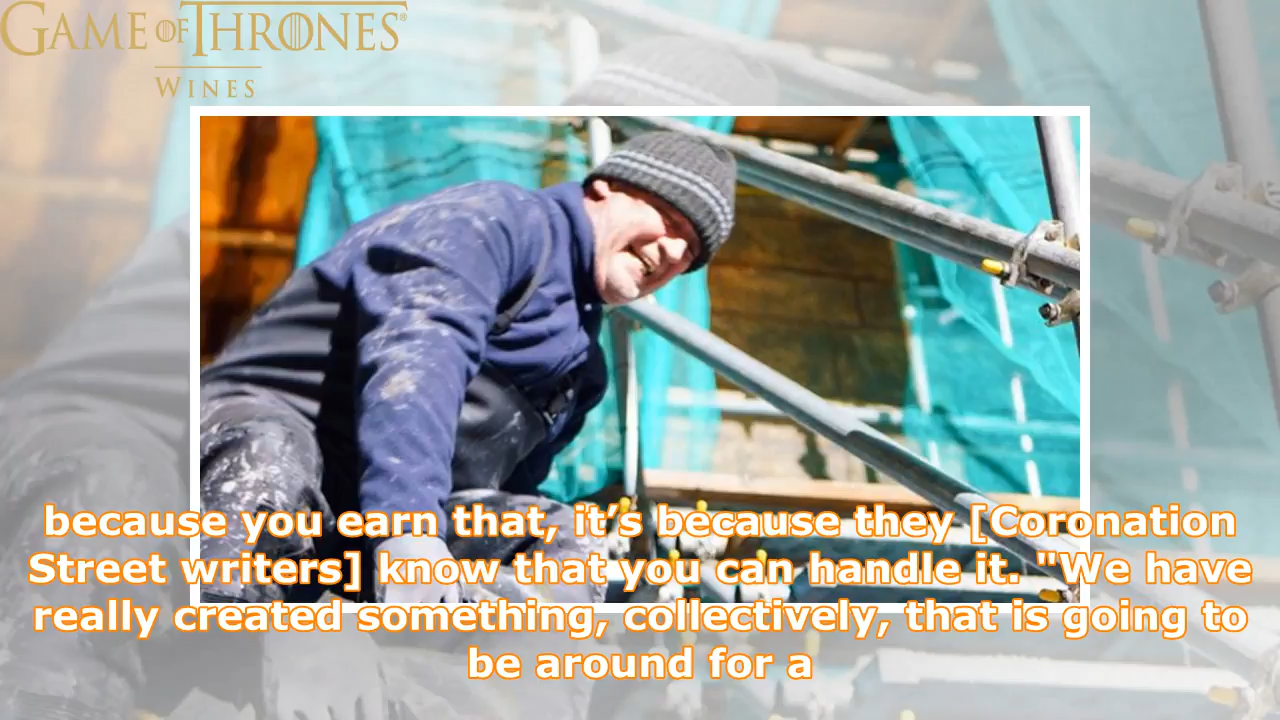 GAME OF THRONES®
WINES
because you earn that, it’s because they [Coronation
Street writers] know that you can handle it. "We have
really created something, collectively, that is going to
be around for a